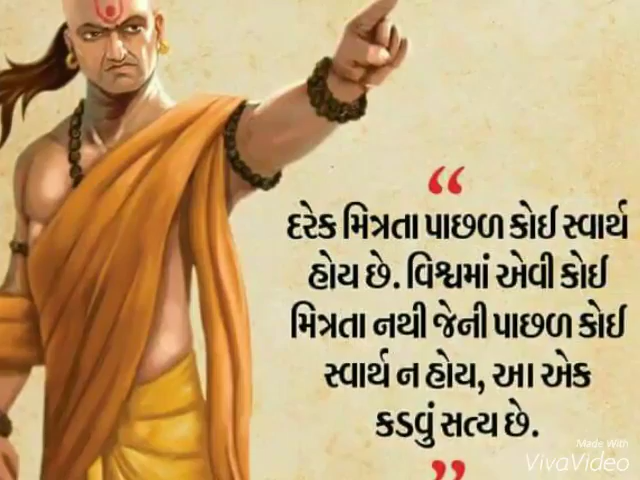 “
દરેક મિત્રતા પાછળ કોઈ સ્વાર્થ
હોય છે. વિશ્વમાં એવી કોઈ
મિત્રતા નથી જેની પાછળ કોઈ
સ્વાર્થ ન હોય, આ એક
કડવું સત્ય છે.
”
Made With
VivaVideo